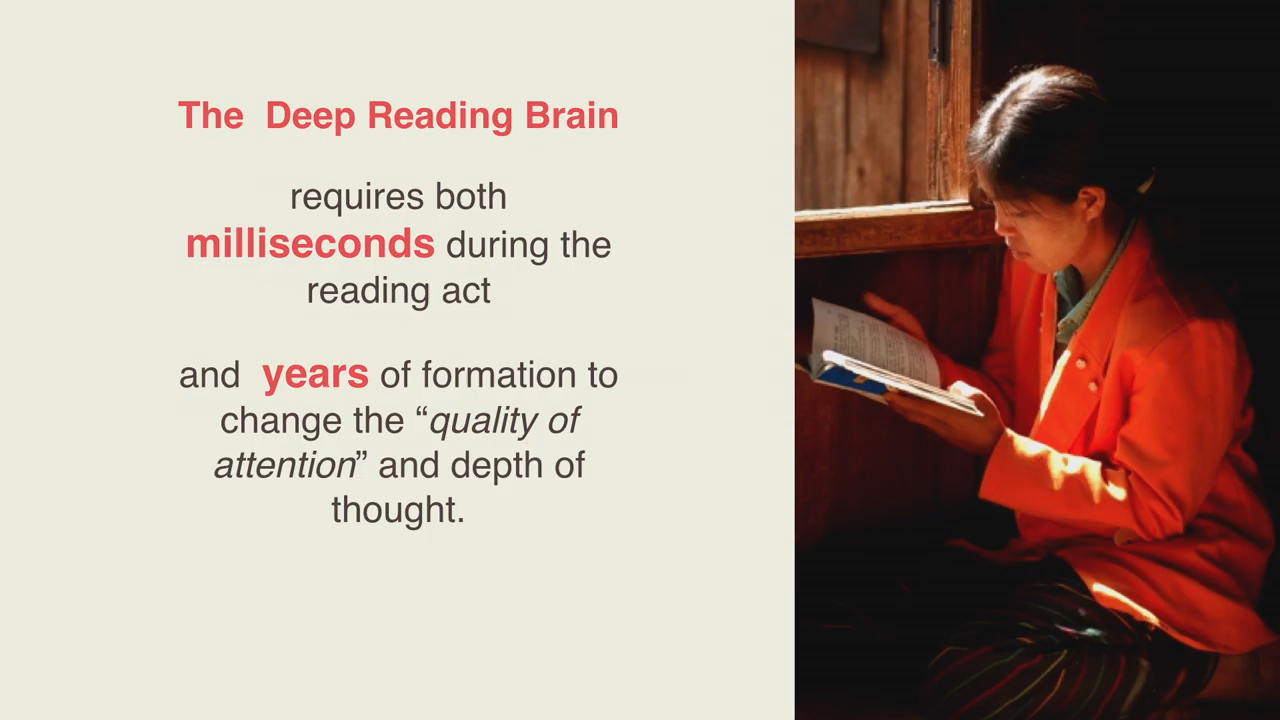 The  Deep Reading Brain
requires both
milliseconds during the
reading act
and  years of formation to
change the “quality of
attention” and depth of
thought.